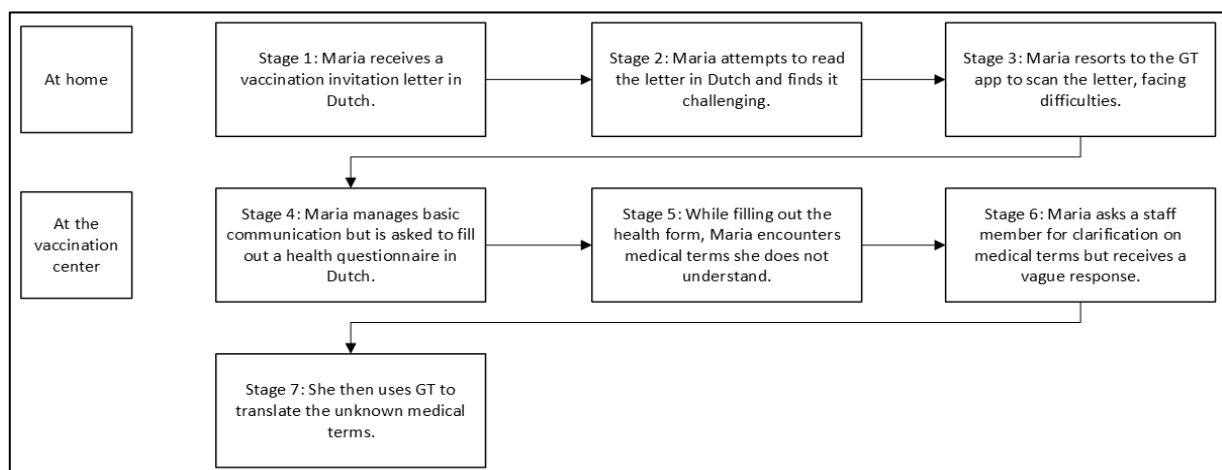 At home
Stage 1: Maria receives a
vaccination invitation letter in
Dutch.
Stage 2: Maria attempts to read
the letter in Dutch and finds it
challenging.
Stage 3: Maria resorts to the GT
app to scan the letter, facing
difficulties.
At the
vaccination
center
Stage 4: Maria manages basic
communication but is asked to fill
out a health questionnaire in
Dutch.
Stage 5: While filling out the
health form, Maria encounters
medical terms she does not
understand.
Stage 6: Maria asks a staff
member for clarification on
medical terms but receives a
vague response.
Stage 7: She then uses GT to
translate the unknown medical
terms.